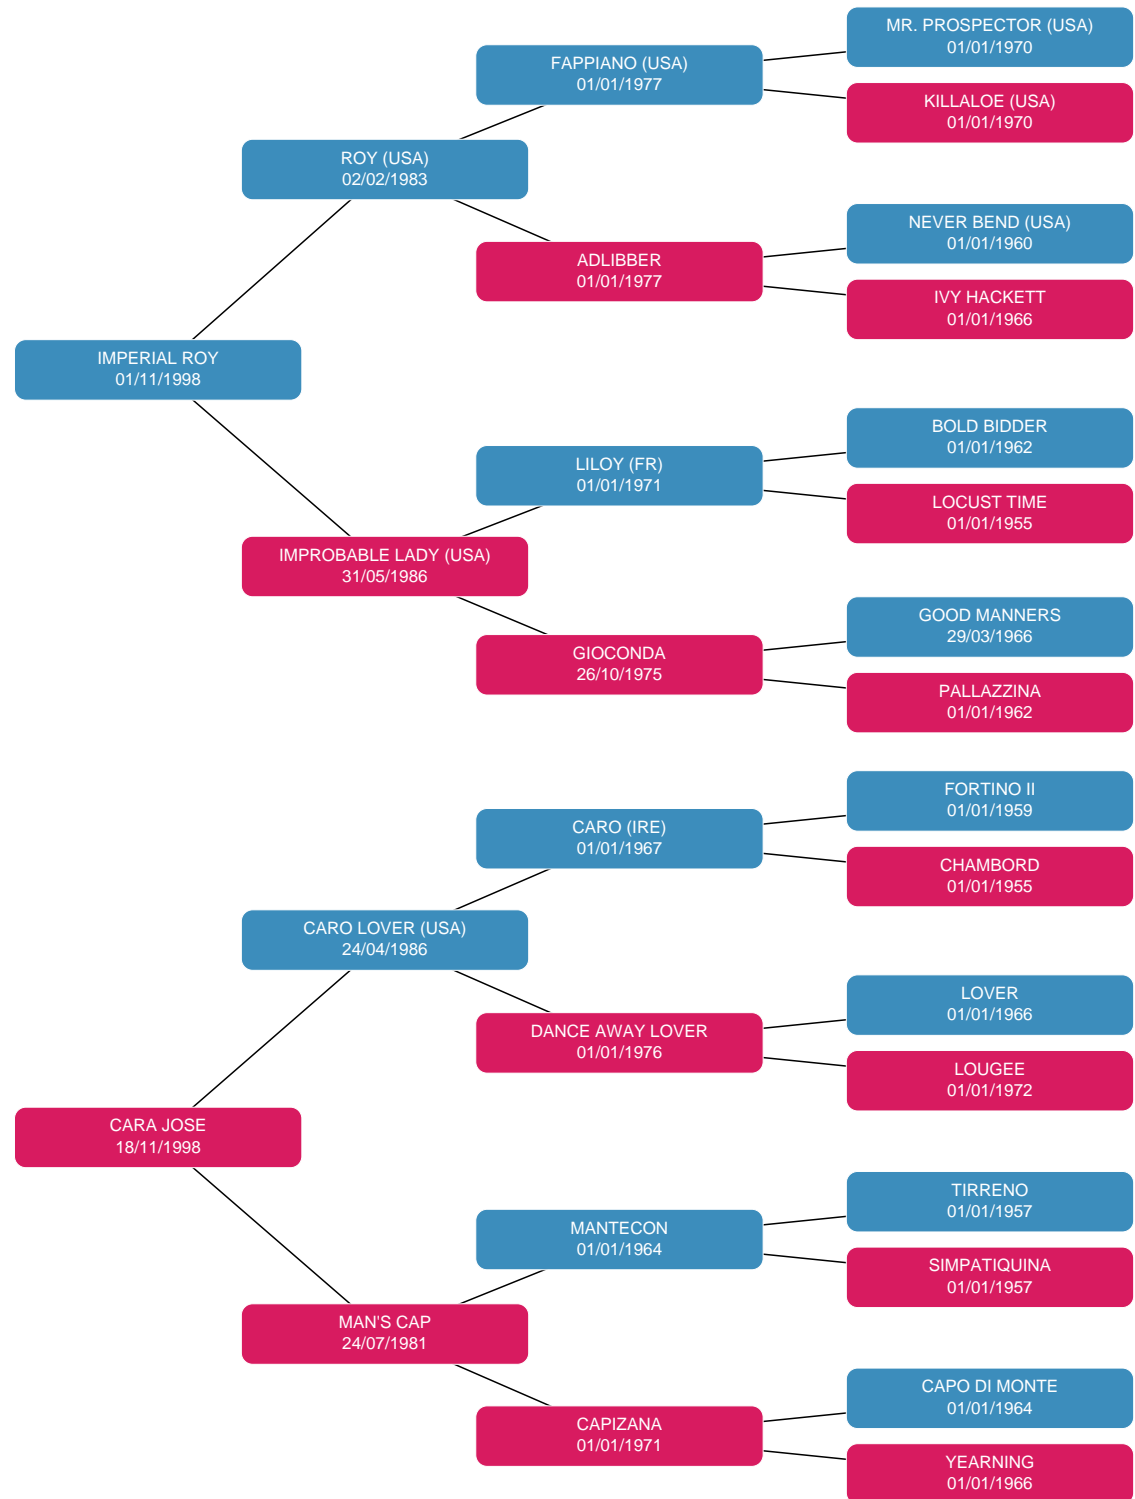 MR. PROSPECTOR (USA)
01/01/1970
FAPPIANO (USA)
01/01/1977
KILLALOE (USA)
01/01/1970
ROY (USA)
02/02/1983
NEVER BEND (USA)
01/01/1960
ADLIBBER
01/01/1977
IVY HACKETT
01/01/1966
IMPERIAL ROY
01/11/1998
BOLD BIDDER
01/01/1962
LILOY (FR)
01/01/1971
LOCUST TIME
01/01/1955
IMPROBABLE LADY (USA)
31/05/1986
GOOD MANNERS
29/03/1966
GIOCONDA
26/10/1975
PALLAZZINA
01/01/1962
FORTINO II
01/01/1959
CARO (IRE)
01/01/1967
CHAMBORD
01/01/1955
CARO LOVER (USA)
24/04/1986
LOVER
01/01/1966
DANCE AWAY LOVER
01/01/1976
LOUGEE
01/01/1972
CARA JOSE
18/11/1998
TIRRENO
01/01/1957
MANTECON
01/01/1964
SIMPATIQUINA
01/01/1957
MAN'S CAP
24/07/1981
CAPO DI MONTE
01/01/1964
CAPIZANA
01/01/1971
YEARNING
01/01/1966